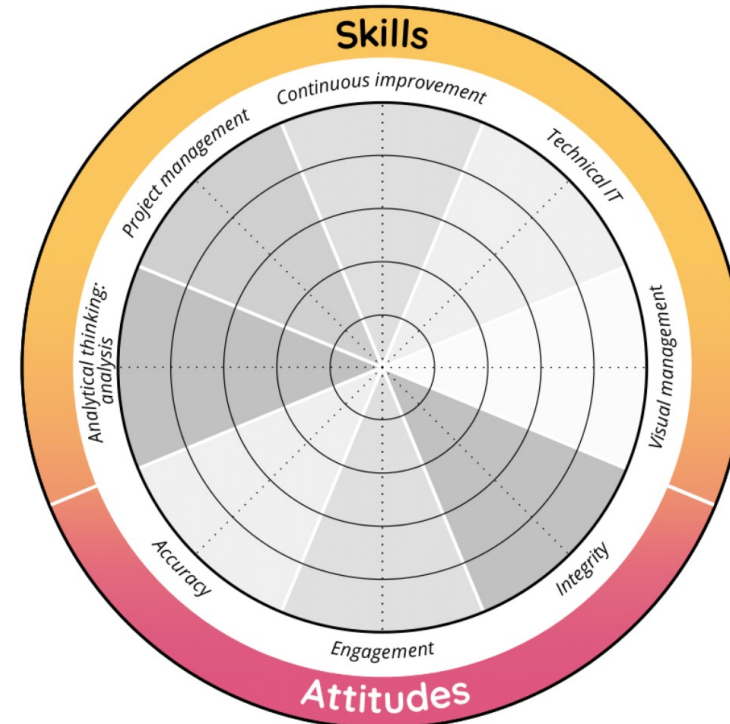 Skills
Continuous improvement
Project management
Technical IT
Analytical thinking:
analysis
Visual management
Accuracy
Integrity
Engagement
Attitudes